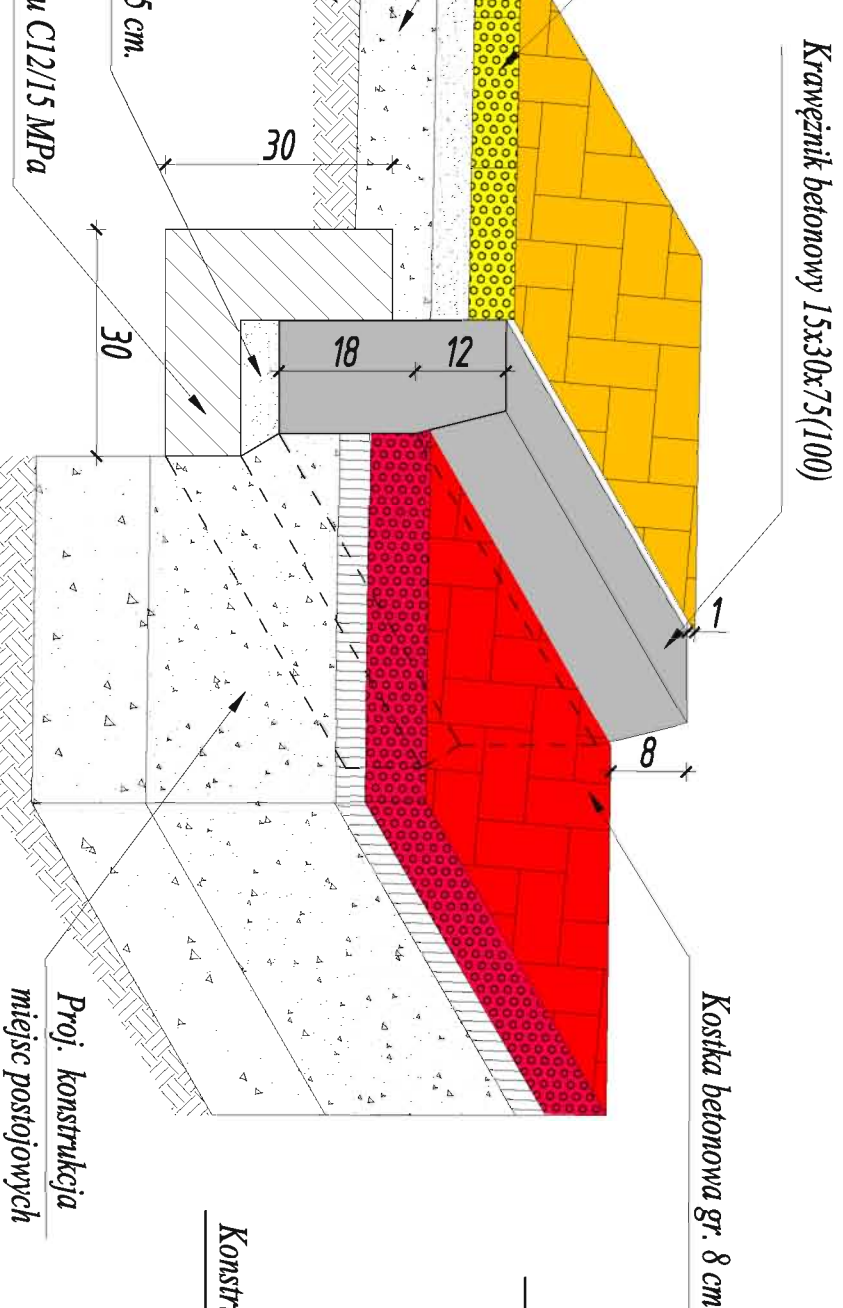 Krawężnik betonowy 15x30x75(100)
Kostka betonowa gr. 8 cm
5 cm.
u C12/15 MPa
30
30
18
12
1
8
Proj. konstrukcja
miejsc postojowych
Konstr